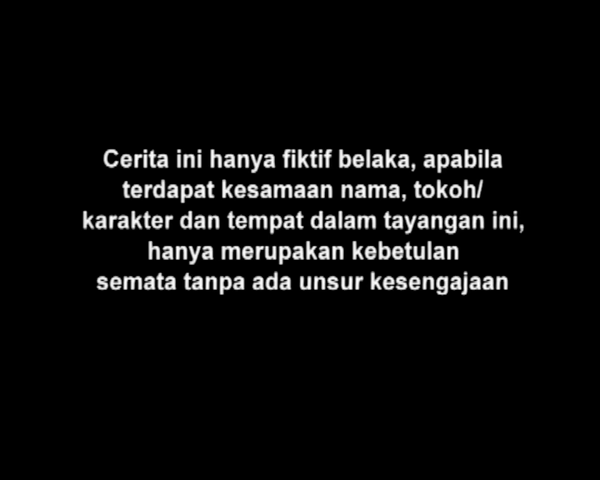 Cerita ini hanya fiktif belaka, apabila
terdapat kesamaan nama, tokoh/
karakter dan tempat dalam tayangan ini,
hanya merupakan kebetulan
semata tanpa ada unsur kesengajaan